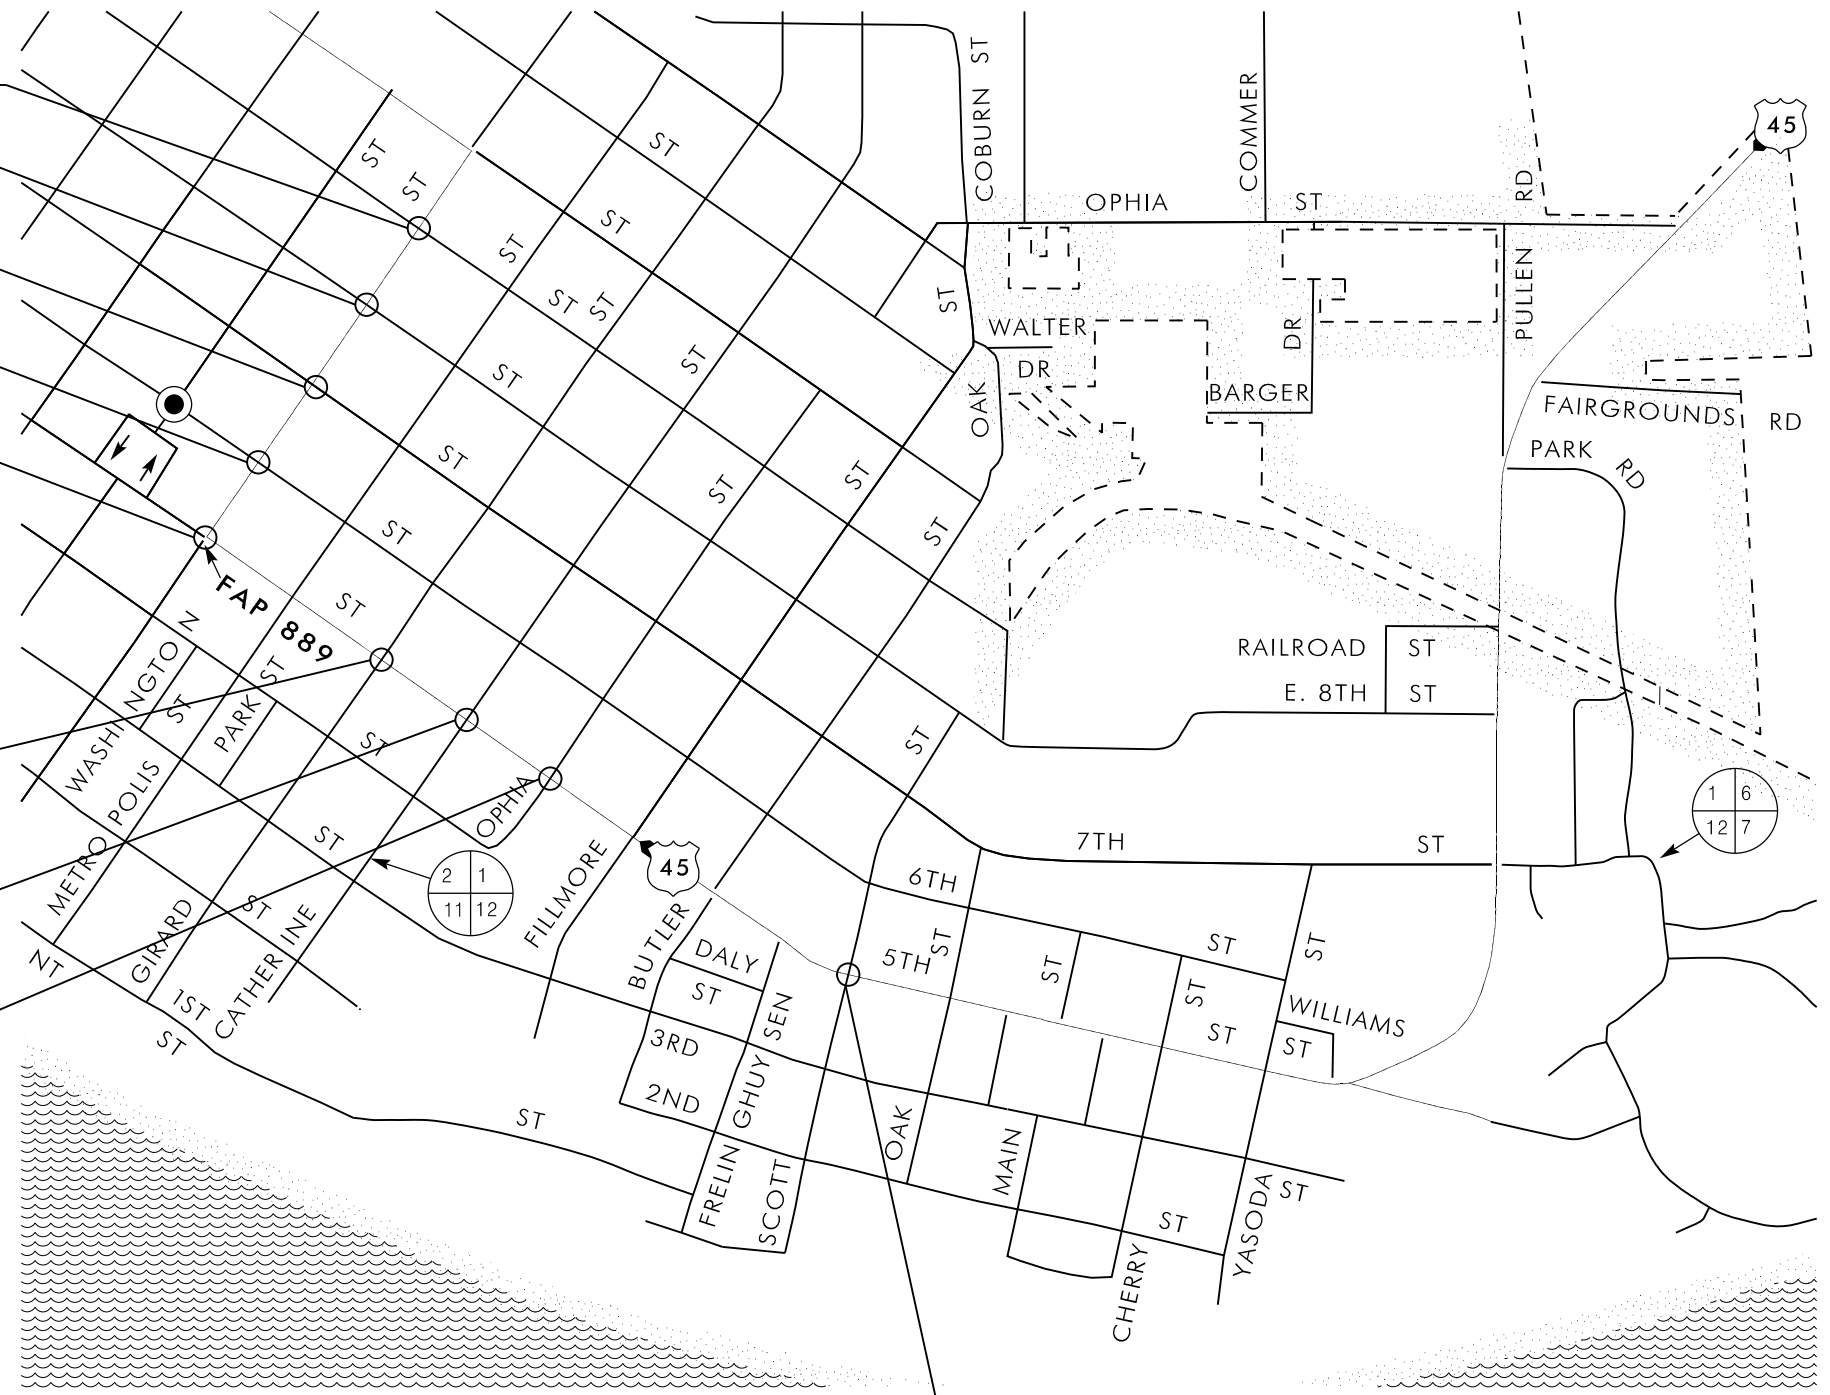 COBURN ST
COMMER
45
ST
ST
ST
ST
ST
RD
OPHIA ST
ST
ST
ST
ST
WALTER
DR
DR
PULLEN
ST
ST
BARGER
OAK
FAIRGROUNDS RD
PARK RD
ST
ST
ST
ST
ST
FAP 889
ST
RAILROAD ST
E. 8TH ST
WASHINGTON
ST
PARK ST
ST
ST
METROPOLIS
OPHIA
1 6
12 7
7TH ST
ST
45
2 1
11 12
6TH
FILLMORE
GIRARD
ST
CATHERINE
BUTLER
DALY
ST
5TH
ST
ST
ST
ST
ST
WILLIAMS
ST
ST
NT
1ST
ST
3RD
GHUY SEN
2ND
ST
OAK
MAIN
FRELIN
SCOTT
YASODA
ST
ST
CHERRY